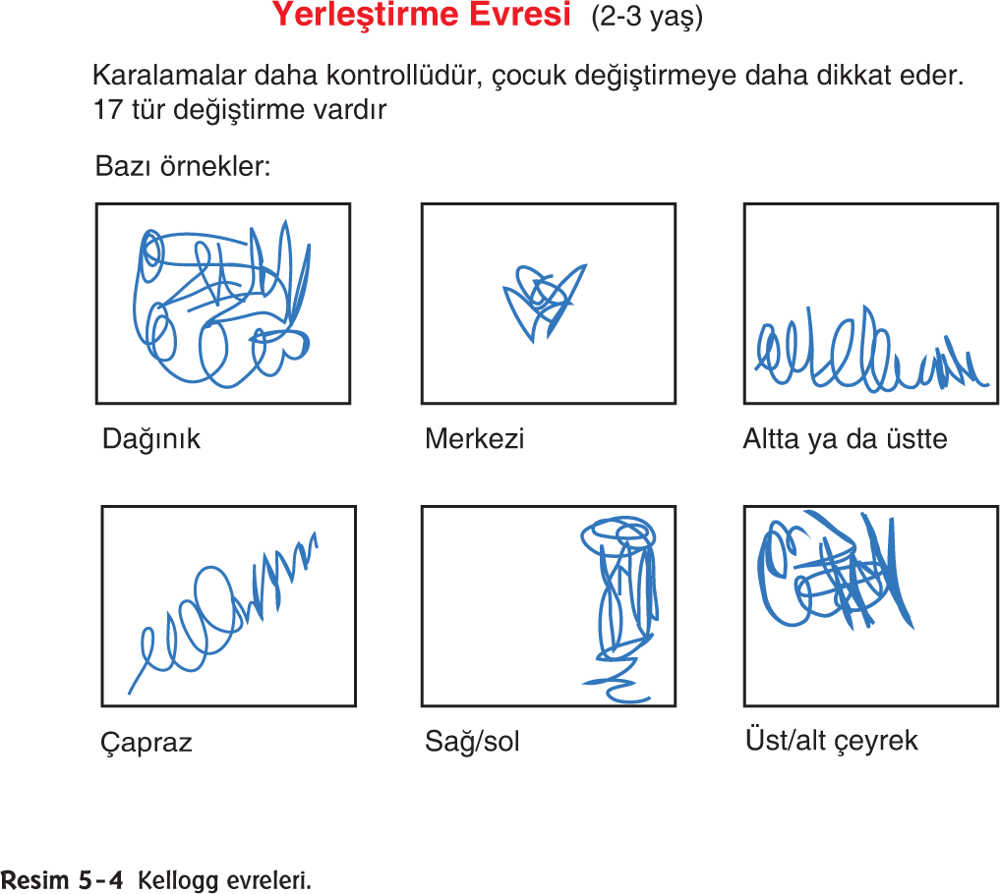 Yerleştirme Evresi (2-3 yaş)
Karalamalar daha kontrollüdür, çocuk değiştirmeye daha dikkat eder.
17 tür değiştirme vardır
Bazı örnekler:
Dağınık
Merkezi
Altta ya da üstte
Çapraz
Sağ/sol
Üst/alt çeyrek
Resim 5-4 Kellogg evreleri.